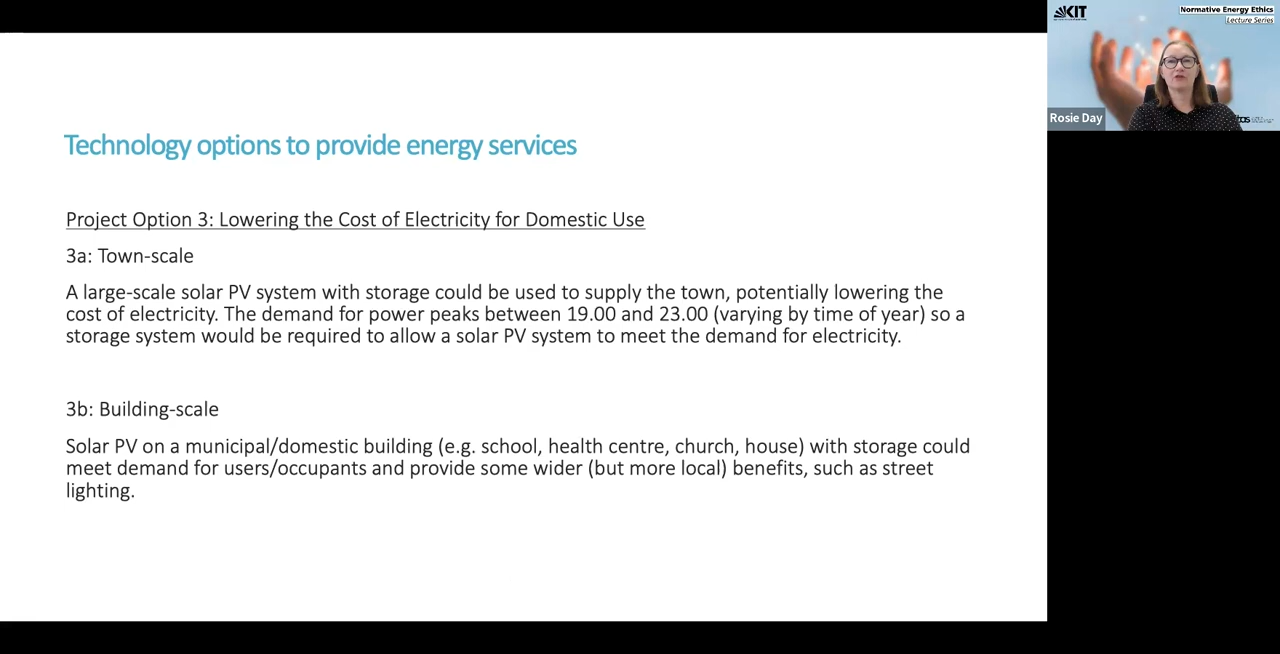 Technology options to provide energy services
Project Option 3: Lowering the Cost of Electricity for Domestic Use
3a: Town-scale
A large-scale solar PV system with storage could be used to supply the town, potentially lowering the
cost of electricity. The demand for power peaks between 19.00 and 23.00 (varying by time of year) so a
storage system would be required to allow a solar PV system to meet the demand for electricity.
3b: Building-scale
Solar PV on a municipal/domestic building (e.g. school, health centre, church, house) with storage could
meet demand for users/occupants and provide some wider (but more local) benefits, such as street
lighting.
KIT
Normative Energy Ethics
Lecture Series
Rosie Day